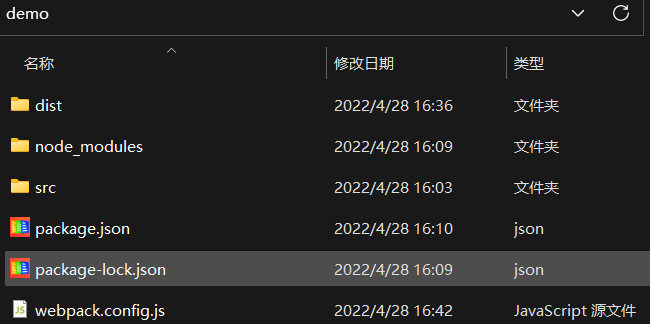 demo
名称 修改日期 类型
dist 2022/4/28 16:36 文件夹
node_modules 2022/4/28 16:09 文件夹
src 2022/4/28 16:03 文件夹
package.json 2022/4/28 16:10 json
package-lock.json 2022/4/28 16:09 json
webpack.config.js 2022/4/28 16:42 JavaScript 源文件